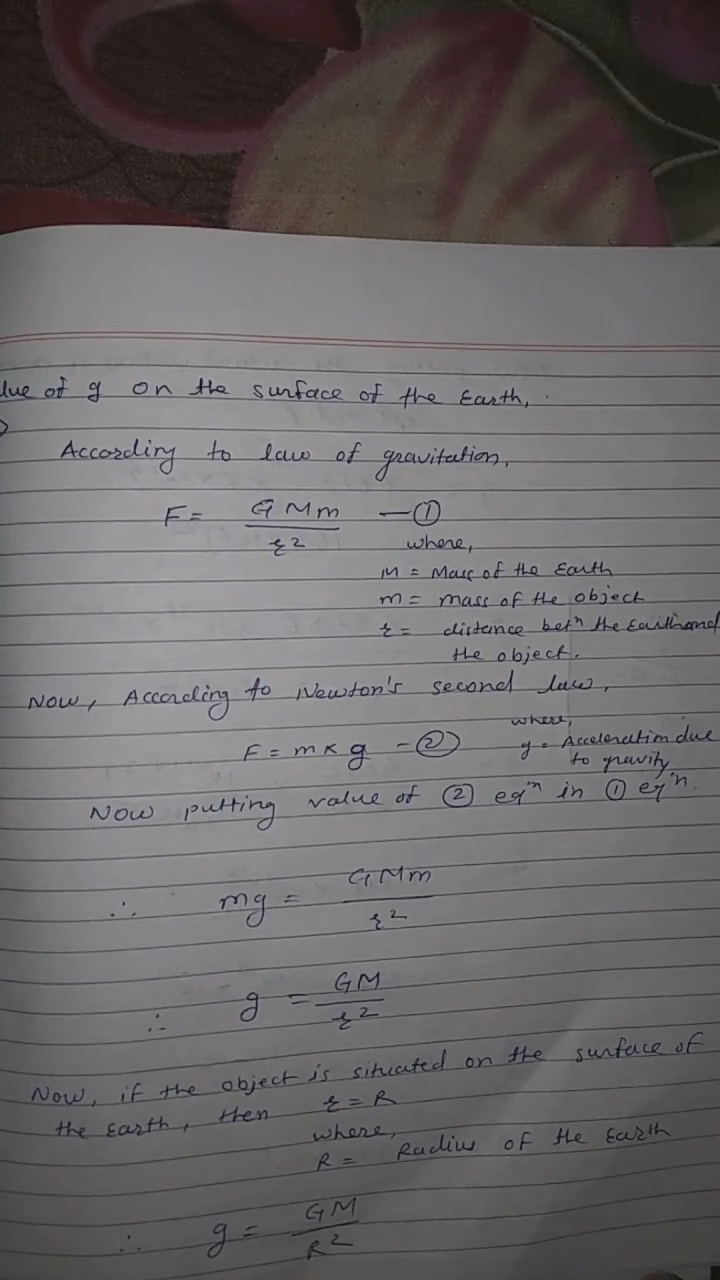 lue of g on the surface of the Earth,
According to law of gravitation,
F = GMm / r² —①
where,
M = Mass of the Earth
m = mass of the object
r = distance betⁿ the Earth and
the object.
Now, According to Newton's second law,
F = m × g –②
where,
g = Acceleration due
to gravity
Now putting value of ② eqⁿ in ① eqⁿ.
∴ mg = GMm / r²
∴ g = GM / r²
Now, if the object is situated on the surface of
the Earth, then r = R
where,
R = Radius of the Earth
∴ g = GM / R²